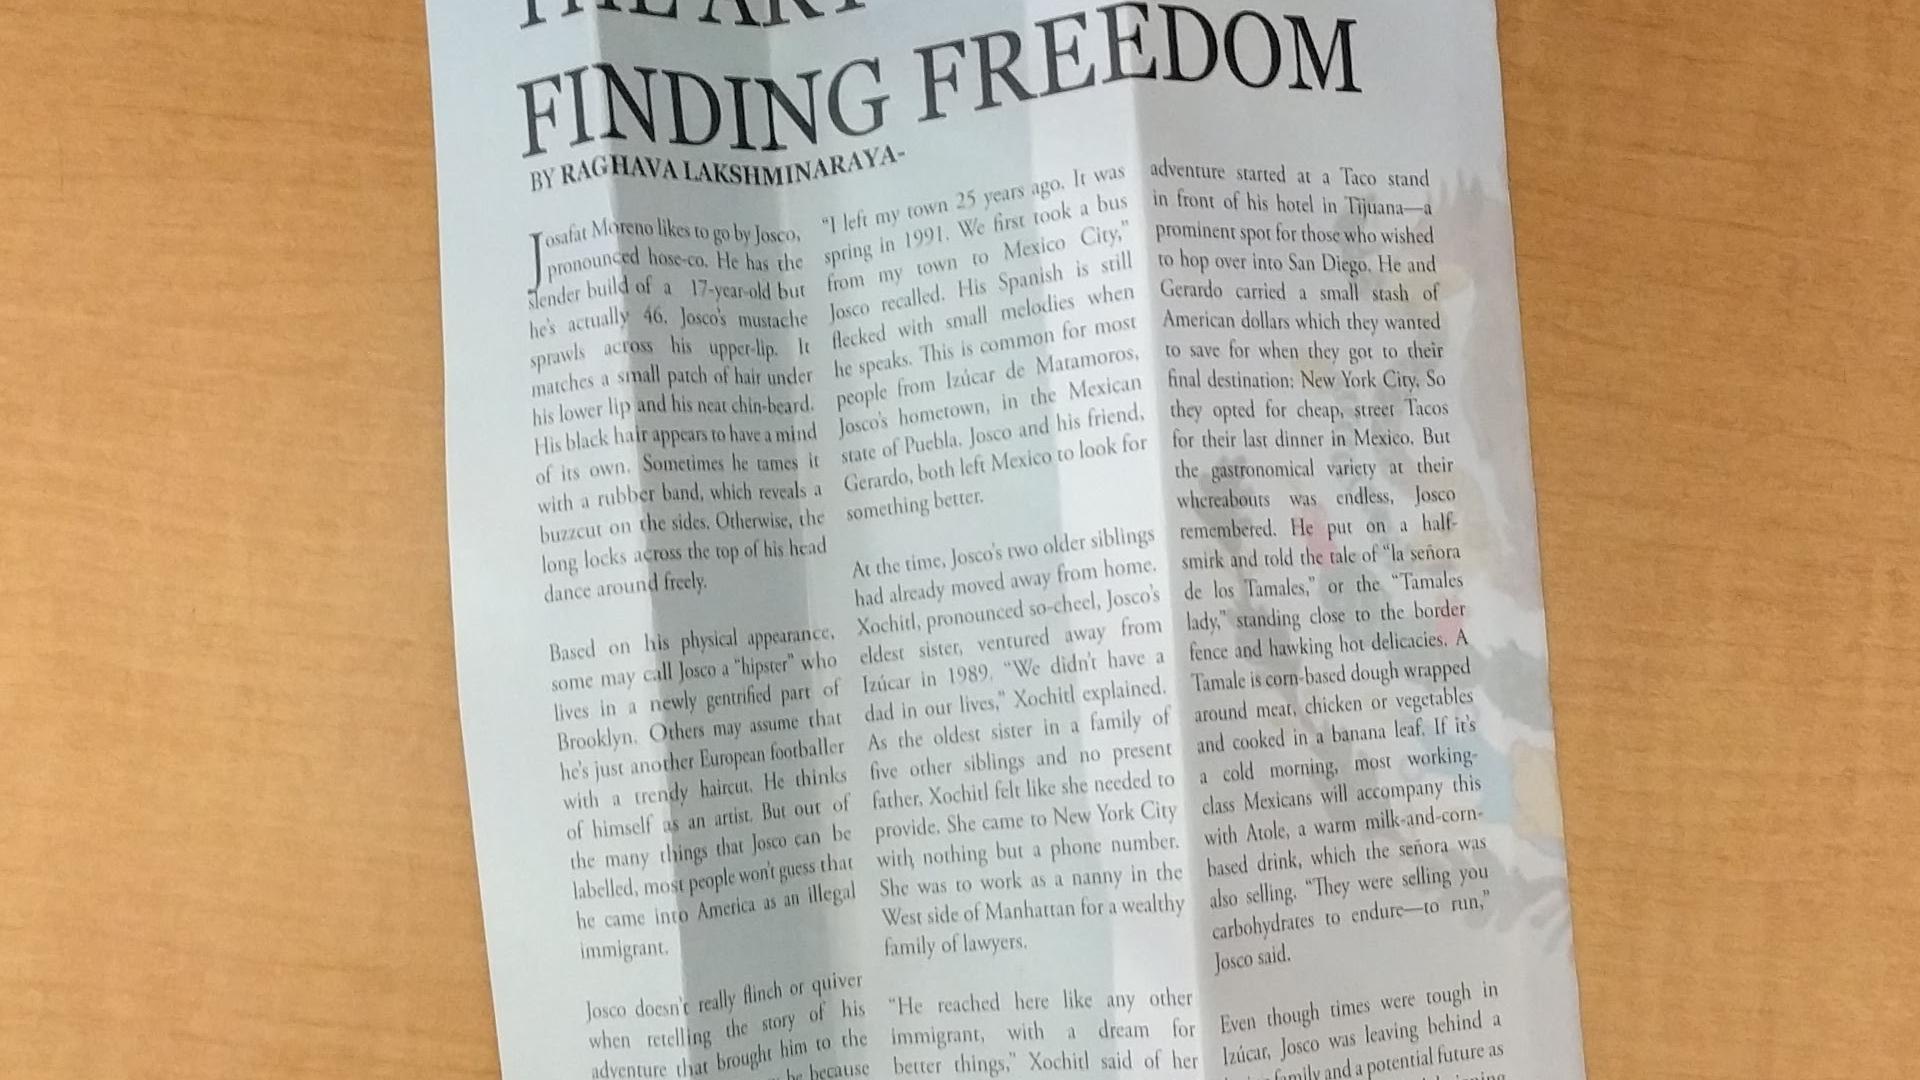 THE ART
FINDING FREEDOM
BY RAGHAVA LAKSHMINARAYA-
Josafat Moreno likes to go by Josco,
pronounced hose-co. He has the
slender build of a 17-year-old but
he's actually 46. Josco's mustache
sprawls across his upper-lip. It
matches a small patch of hair under
his lower lip and his neat chin-beard.
His black hair appears to have a mind
of its own. Sometimes he tames it
with a rubber band, which reveals a
buzzcut on the sides. Otherwise, the
long locks across the top of his head
dance around freely.
Based on his physical appearance,
some may call Josco a "hipster" who
lives in a newly gentrified part of
Brooklyn. Others may assume that
he's just another European footballer
with a trendy haircut. He thinks
of himself as an artist. But out of
the many things that Josco can be
labelled, most people won't guess that
he came into America as an illegal
immigrant.
Josco doesn't really flinch or quiver
when retelling the story of his
adventure that brought him to the
be because
"I left my town 25 years ago. It was
spring in 1991. We first took a bus
from my town to Mexico City,"
Josco recalled. His Spanish is still
flecked with small melodies when
he speaks. This is common for most
people from Izúcar de Matamoros,
Josco's hometown, in the Mexican
state of Puebla. Josco and his friend,
Gerardo, both left Mexico to look for
something better.
At the time, Josco's two older siblings
had already moved away from home.
Xochitl, pronounced so-cheel, Josco's
eldest sister, ventured away from
Izúcar in 1989. "We didn't have a
dad in our lives," Xochitl explained.
As the oldest sister in a family of
five other siblings and no present
father, Xochitl felt like she needed to
provide. She came to New York City
with nothing but a phone number.
She was to work as a nanny in the
West side of Manhattan for a wealthy
family of lawyers.
"He reached here like any other
immigrant, with a dream for
better things," Xochitl said of her
adventure started at a Taco stand
in front of his hotel in Tijuana—a
prominent spot for those who wished
to hop over into San Diego. He and
Gerardo carried a small stash of
American dollars which they wanted
to save for when they got to their
final destination: New York City. So
they opted for cheap, street Tacos
for their last dinner in Mexico. But
the gastronomical variety at their
whereabouts was endless, Josco
remembered. He put on a half-
smirk and told the tale of "la señora
de los Tamales," or the "Tamales
lady," standing close to the border
fence and hawking hot delicacies. A
Tamale is corn-based dough wrapped
around meat, chicken or vegetables
and cooked in a banana leaf. If it's
a cold morning, most working-
class Mexicans will accompany this
with Atole, a warm milk-and-corn-
based drink, which the señora was
also selling. "They were selling you
carbohydrates to endure—to run,"
Josco said.
Even though times were tough in
Izúcar, Josco was leaving behind a
family and a potential future as